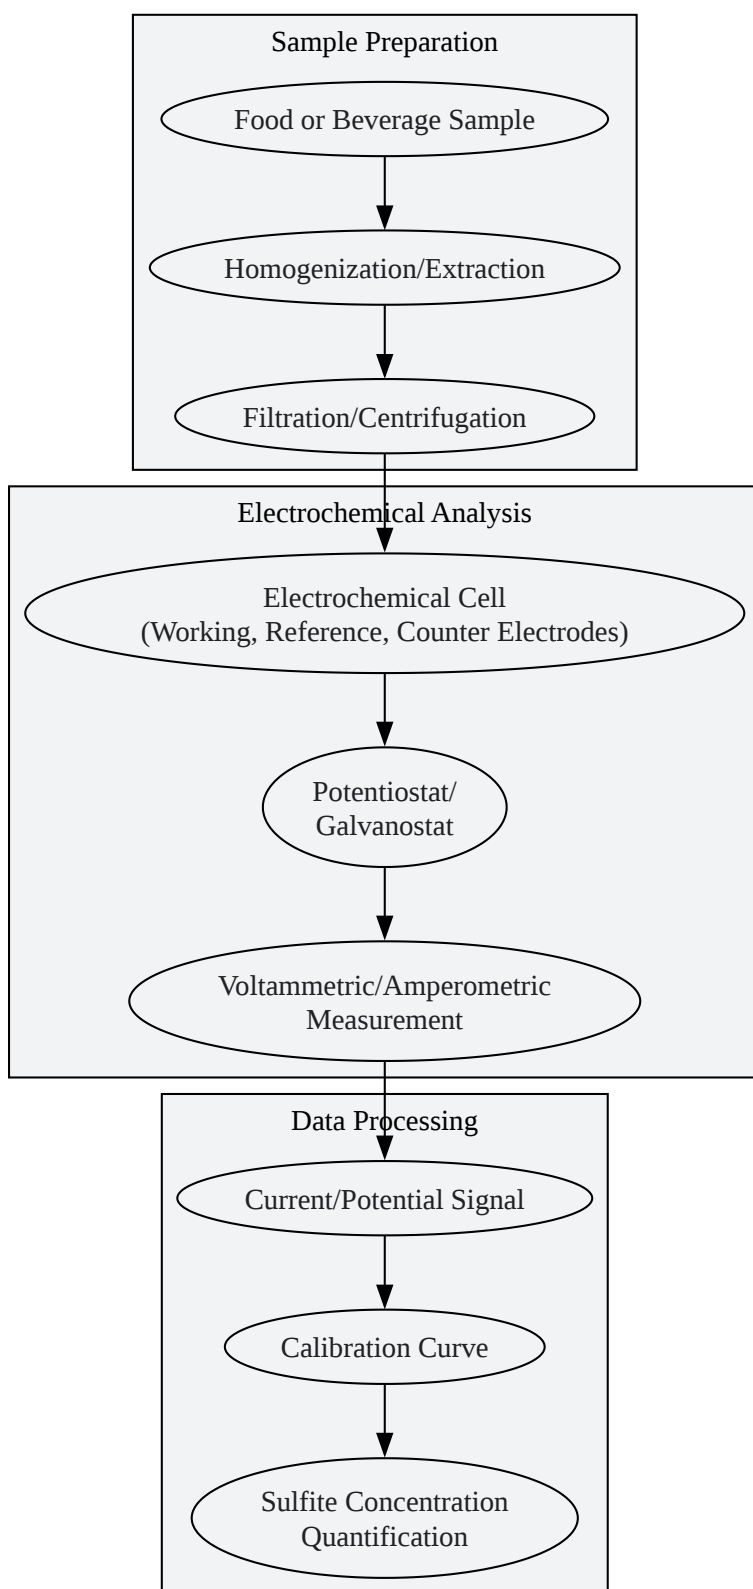 Sample Preparation
Food or Beverage Sample
Homogenization/Extraction
Filtration/Centrifugation
Electrochemical Analysis
Electrochemical Cell
(Working, Reference, Counter Electrodes)
Potentiostat/
Galvanostat
Voltammetric/Amperometric
Measurement
Data Processing
Current/Potential Signal
Calibration Curve
Sulfite Concentration
Quantification